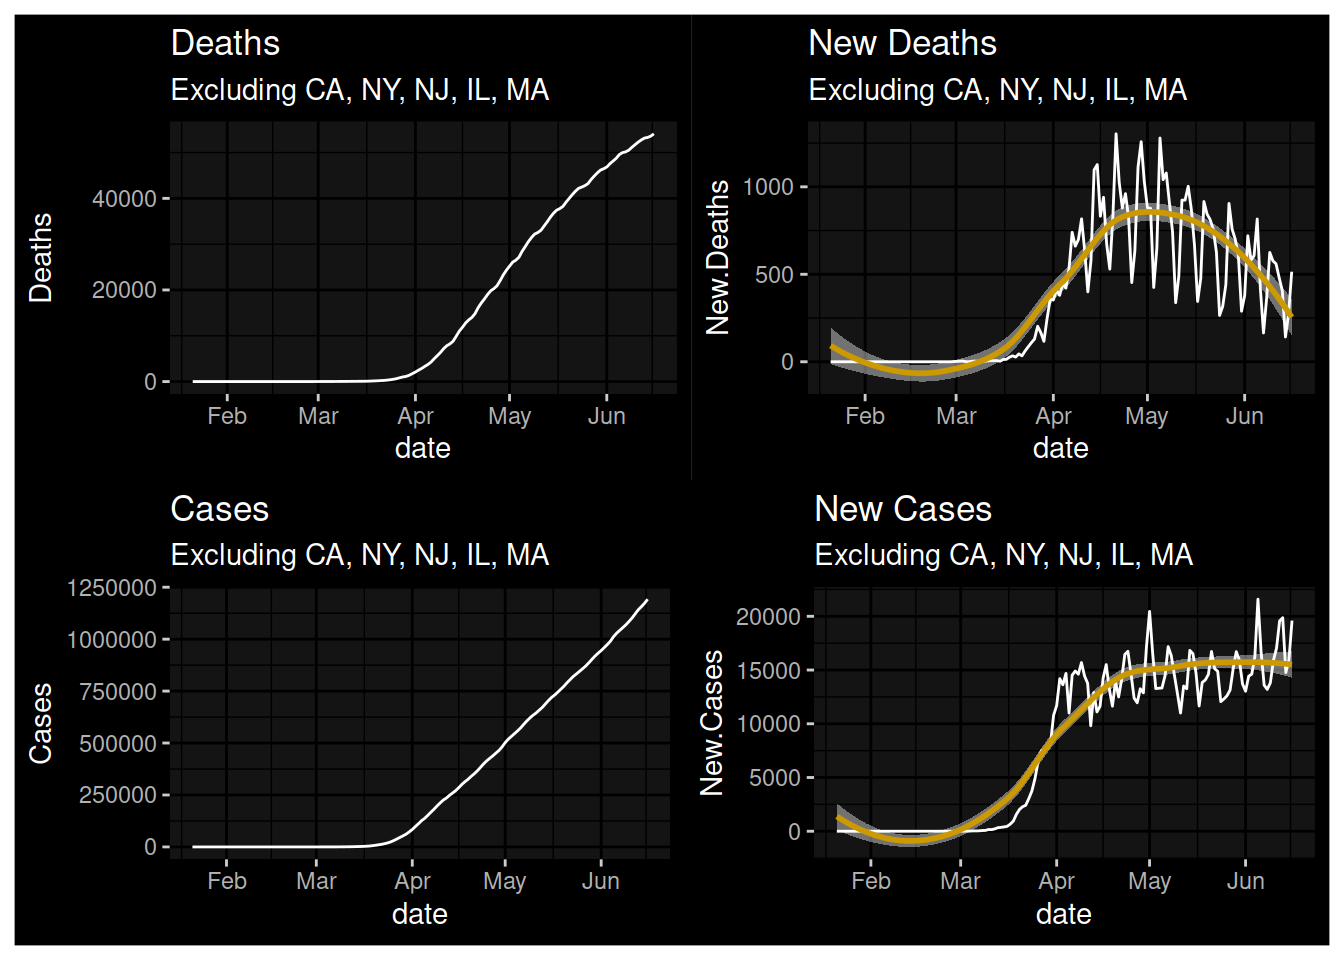 Deaths
Excluding CA, NY, NJ, IL, MA
Deaths
40000
20000
0
Feb Mar Apr May Jun
date
New Deaths
Excluding CA, NY, NJ, IL, MA
New.Deaths
1000
500
0
Feb Mar Apr May Jun
date
Cases
Excluding CA, NY, NJ, IL, MA
Cases
1250000
1000000
750000
500000
250000
0
Feb Mar Apr May Jun
date
New Cases
Excluding CA, NY, NJ, IL, MA
New.Cases
20000
15000
10000
5000
0
Feb Mar Apr May Jun
date